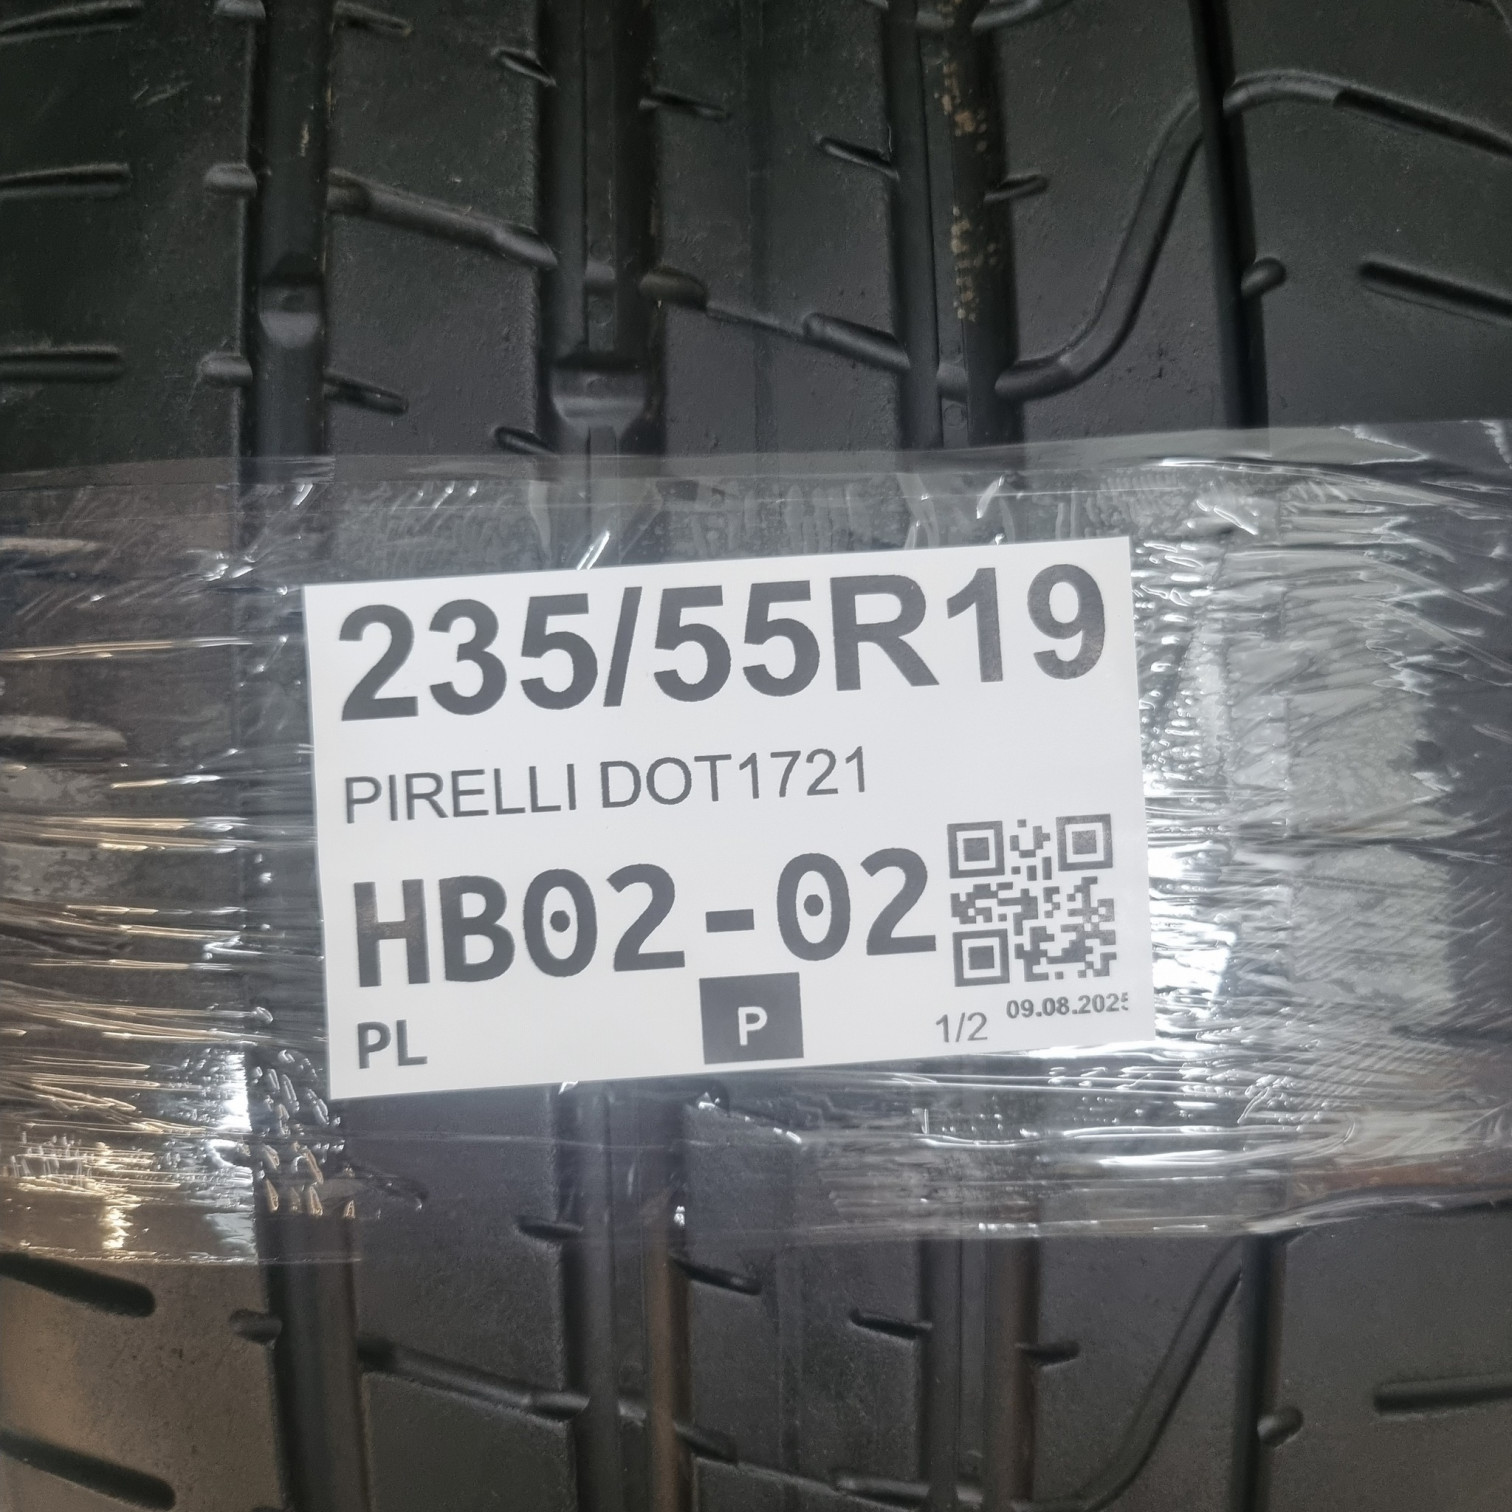 235/55R19
PIRELLI DOT1721
HB02-02
PL
P
1/2
09.08.2025